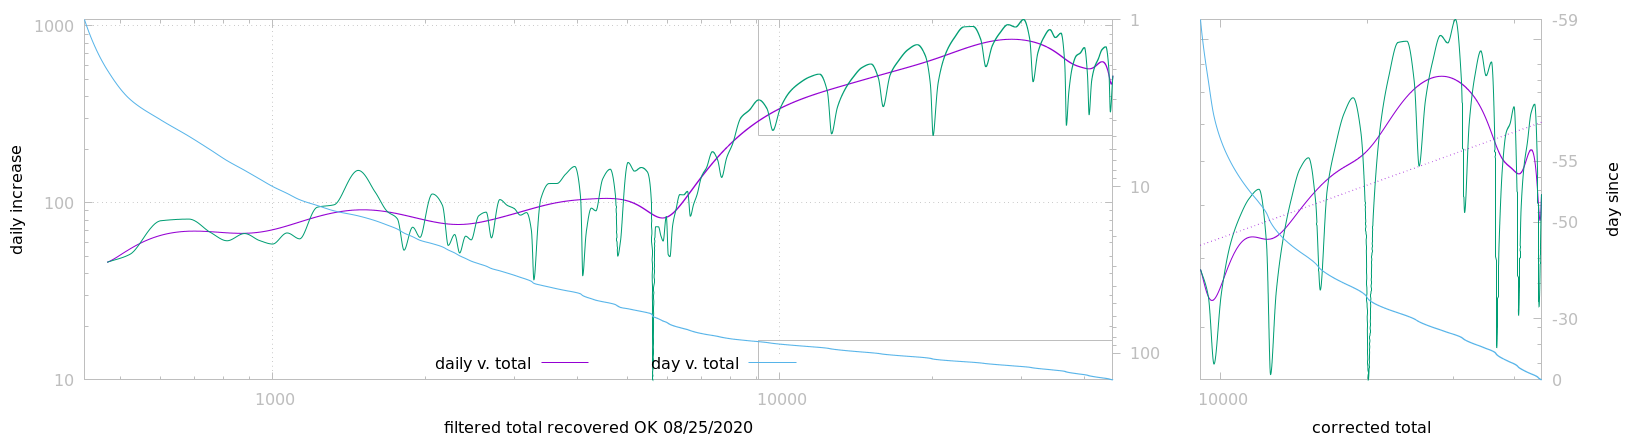 1000
100
10
daily increase
1
10
100
daily v. total
day v. total
1000
10000
filtered total recovered OK 08/25/2020
-59
-55
-50
-30
0
day since
10000
corrected total